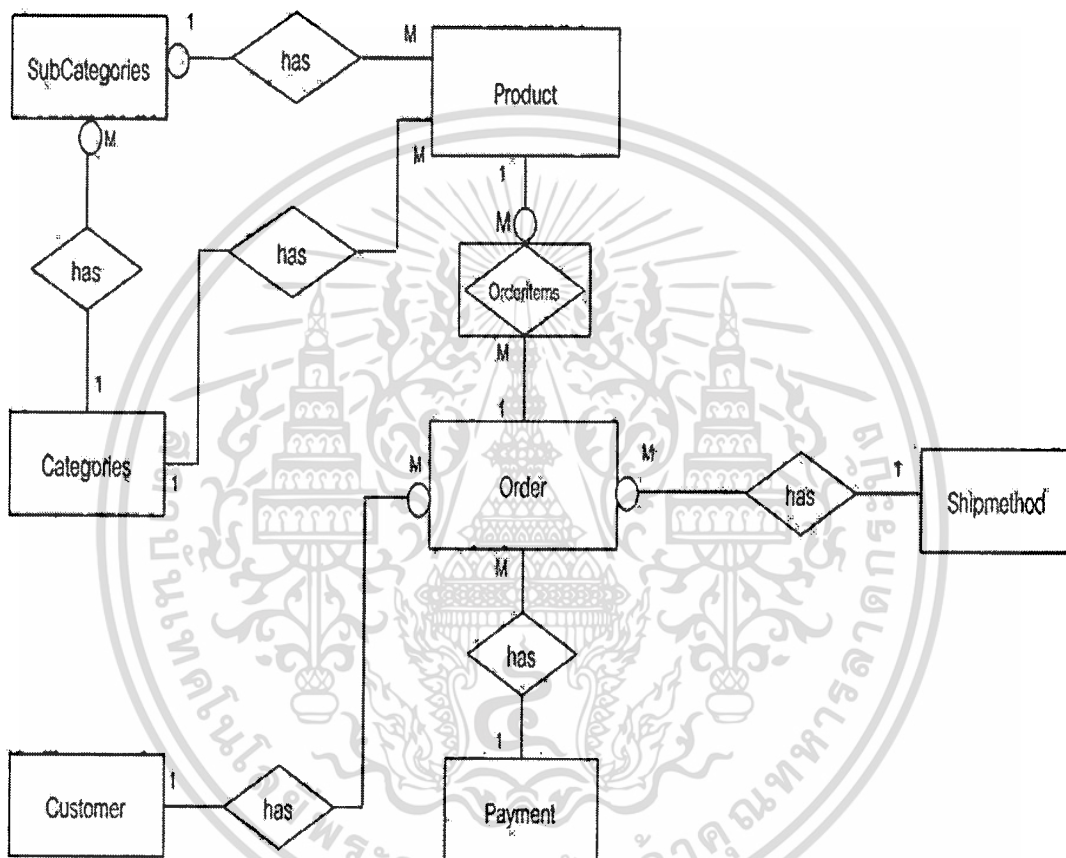 1
M
SubCategories
has
Product
M
M
1
has
M
has
OrderItems
M
1
1
Categories
1
M
Order
M
1
has
Shipmethod
M
has
1
1
Customer
has
Payment